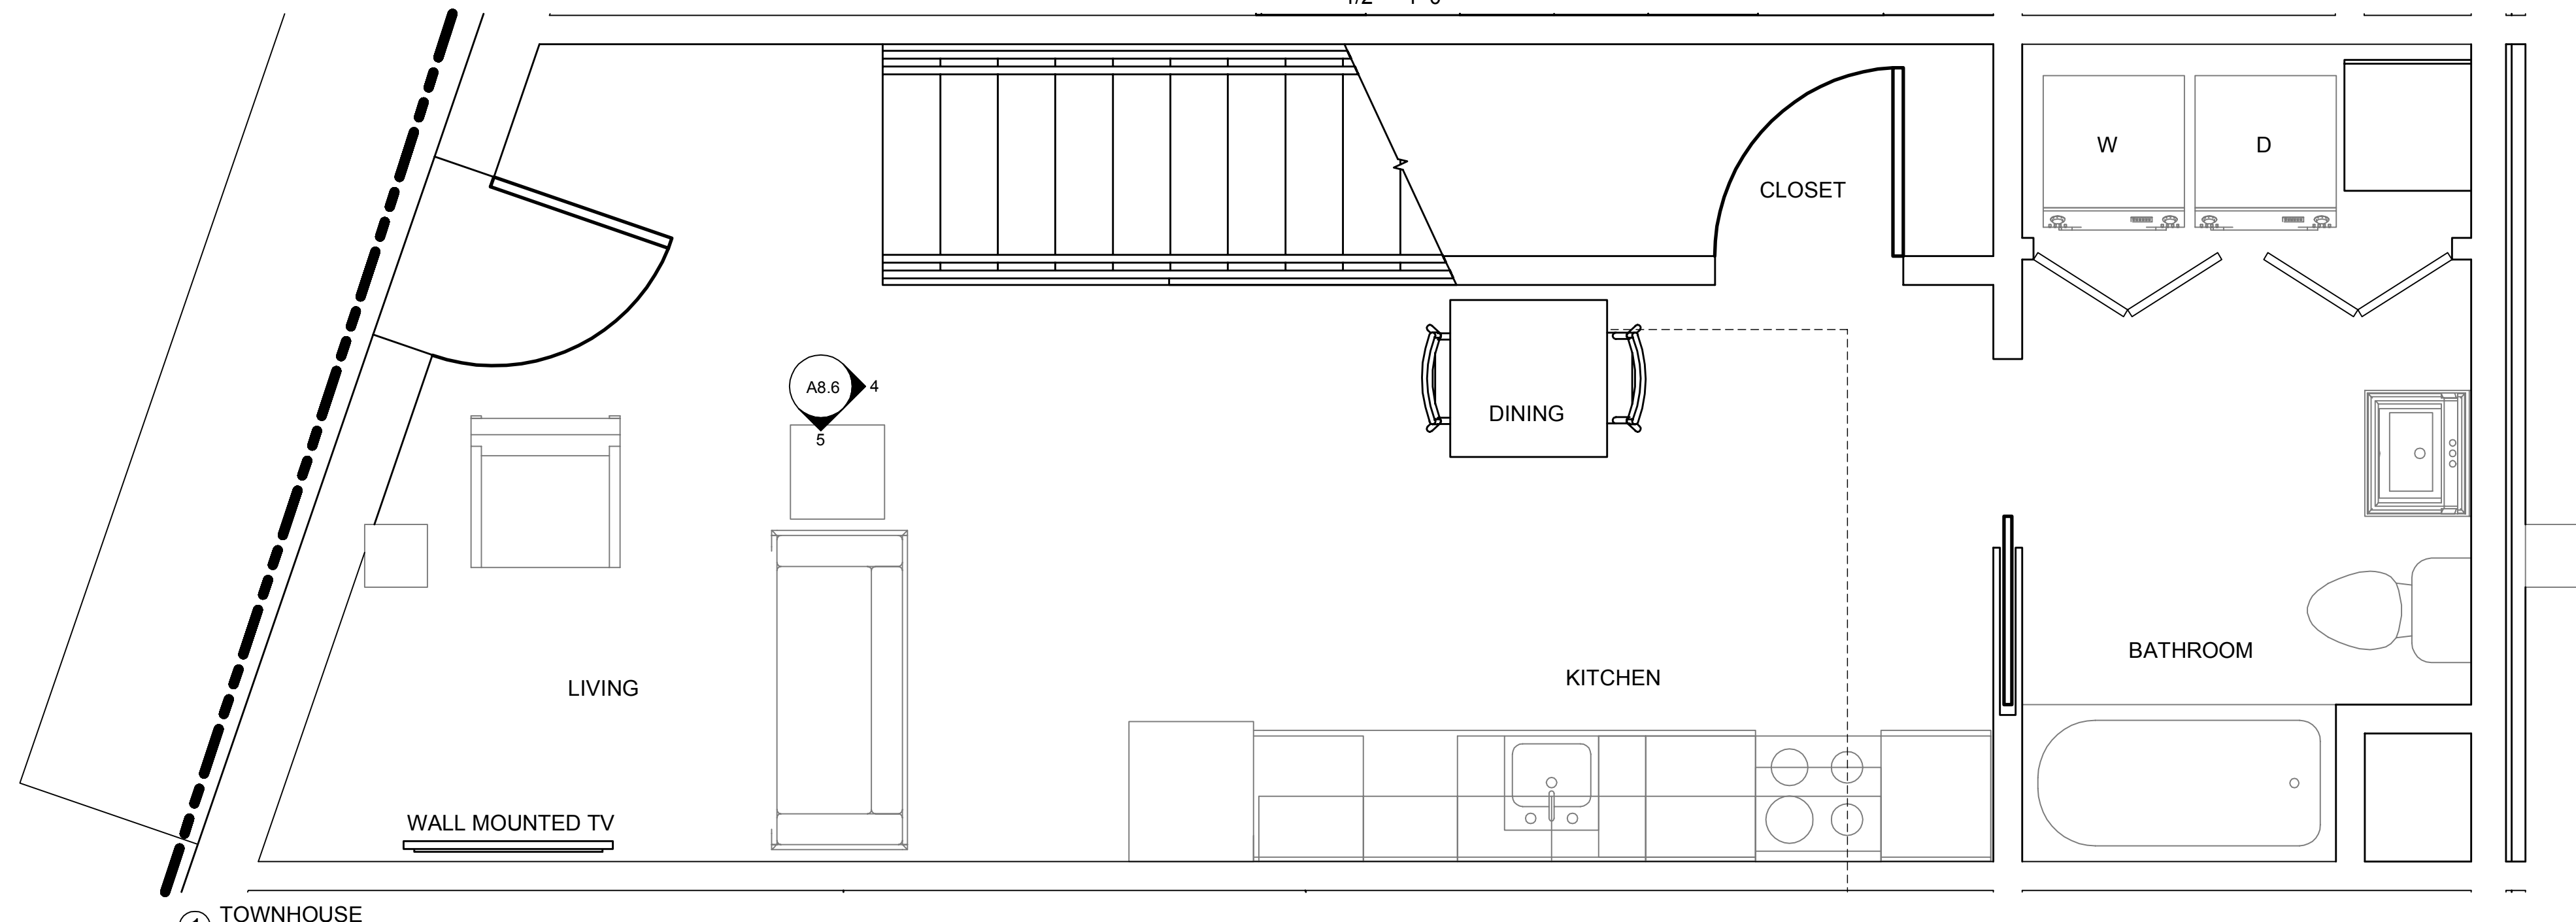 W
D
CLOSET
A8.6
4
5
DINING
BATHROOM
KITCHEN
LIVING
WALL MOUNTED TV
TOWNHOUSE